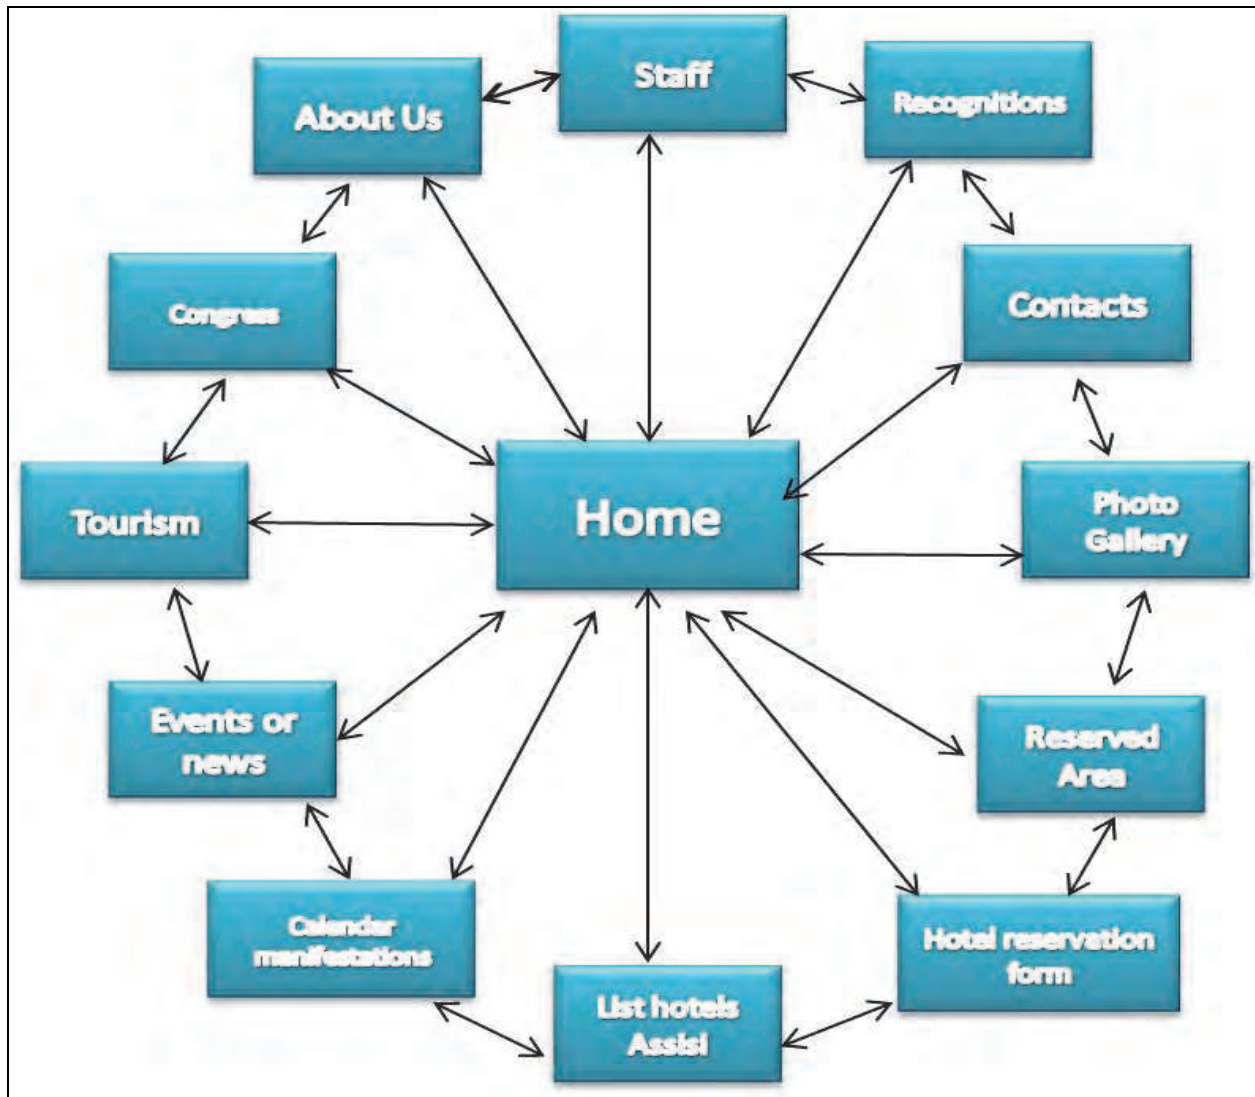 Staff
About Us
Recognitions
Congress
Contacts
Home
Tourism
Photo
Gallery
Events or
news
Reserved
Area
Calendar
manifestations
Hotel reservation
form
List hotels
Assisi